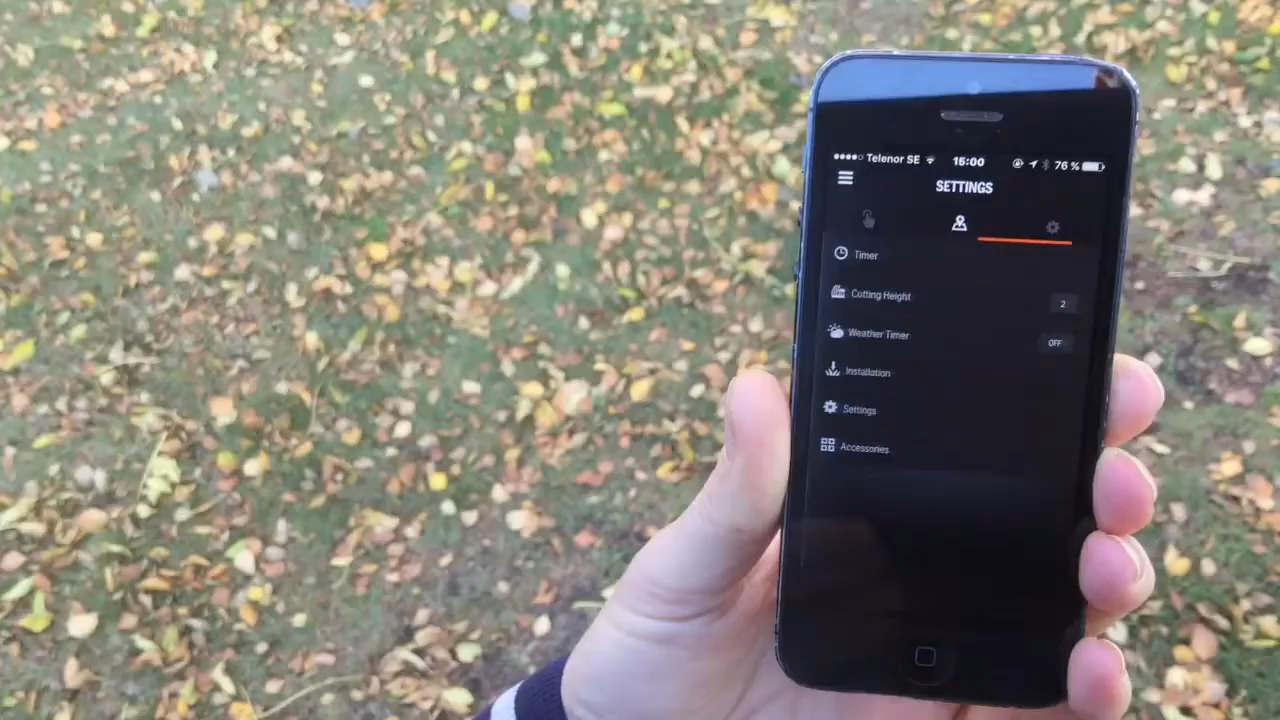 Telenor SE 15:00 76 %
SETTINGS
Timer
Cutting Height 2
Weather Timer OFF
Installation
Settings
Accessories